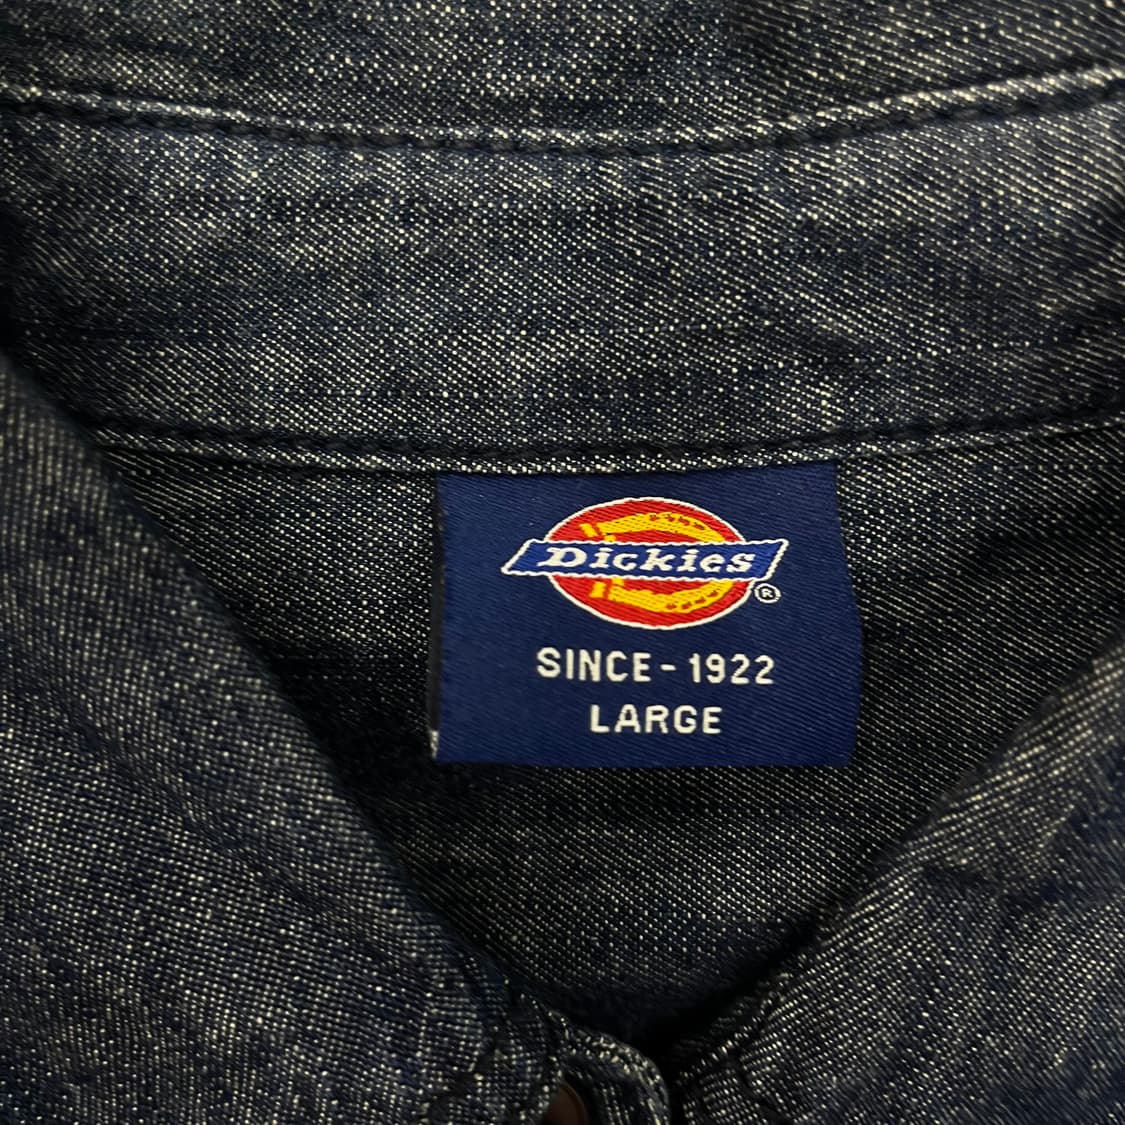 Dickies
®
SINCE-1922
LARGE